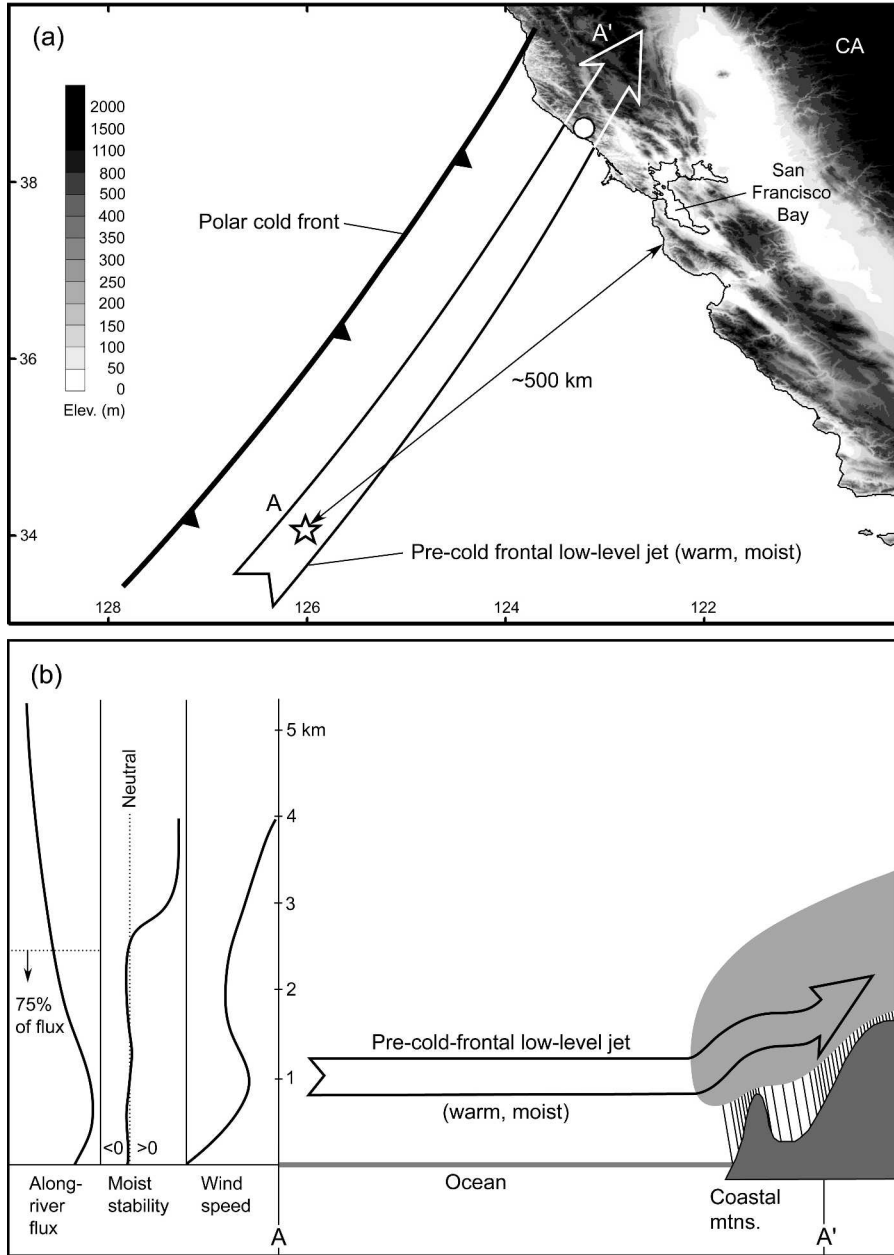 (a)
A'
CA
2000
1500
1100
800
500
400
350
300
250
200
150
100
50
0
Elev. (m)
38
36
34
Polar cold front
San
Francisco
Bay
~500 km
A
Pre-cold frontal low-level jet (warm, moist)
128
126
124
122
(b)
Neutral
5 km
4
3
2
1
75%
of flux
<0
>0
Pre-cold-frontal low-level jet
(warm, moist)
Along-
river
flux
Moist
stability
Wind
speed
Ocean
Coastal
mtns.
A
A'